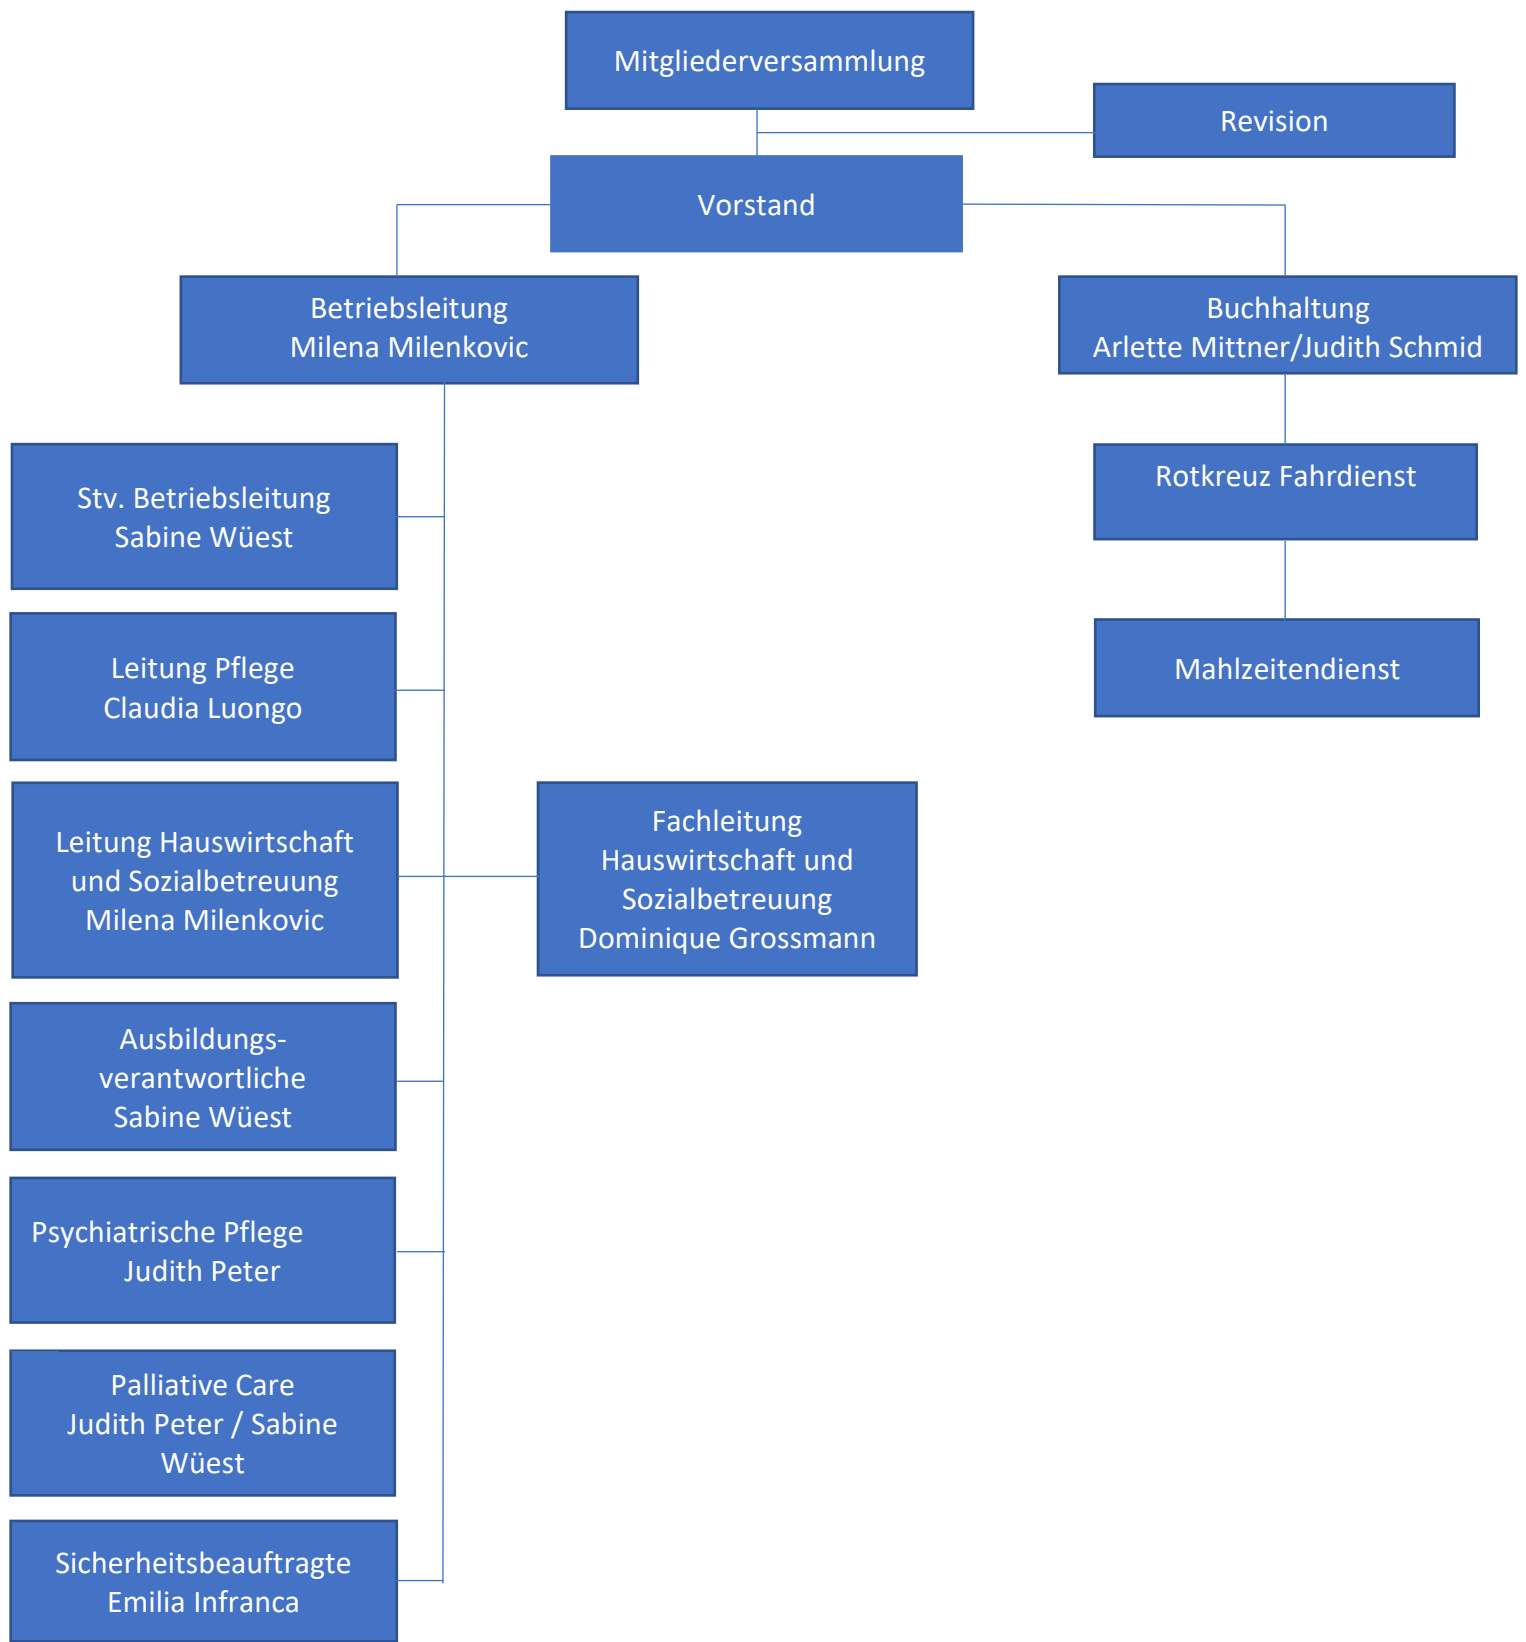 Mitgliederversammlung
Revision
Vorstand
Betriebsleitung
Milena Milenkovic
Buchhaltung
Arlette Mittner/Judith Schmid
Stv. Betriebsleitung
Sabine Wüest
Rotkreuz Fahrdienst
Leitung Pflege
Claudia Luongo
Mahlzeitendienst
Leitung Hauswirtschaft
und Sozialbetreuung
Milena Milenkovic
Fachleitung
Hauswirtschaft und
Sozialbetreuung
Dominique Grossmann
Ausbildungs-
verantwortliche
Sabine Wüest
Psychiatrische Pflege
Judith Peter
Palliative Care
Judith Peter / Sabine
Wüest
Sicherheitsbeauftragte
Emilia Infranca